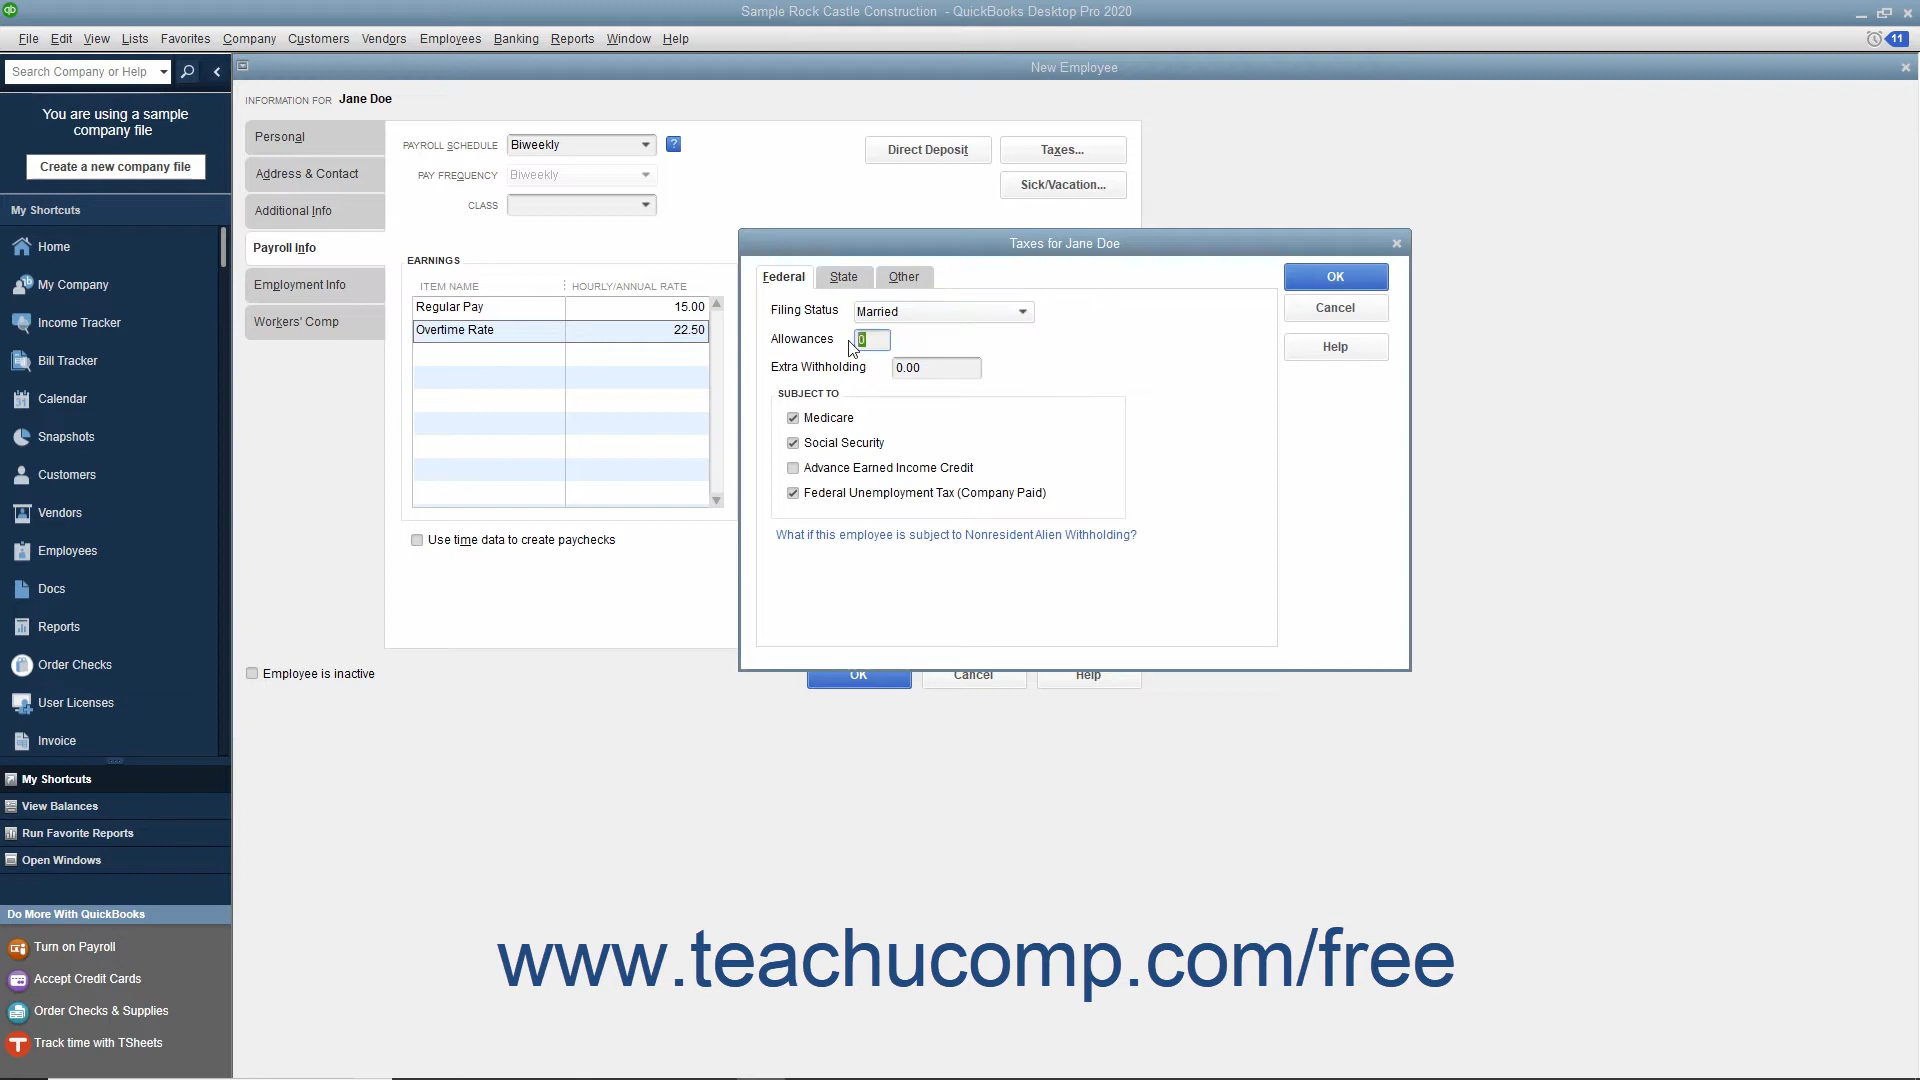 Sample Rock Castle Construction - QuickBooks Desktop Pro 2020
File Edit View Lists Favorites Company Customers Vendors Employees Banking Reports Window Help
11
Search Company or Help
New Employee
You are using a sample
company file
Create a new company file
My Shortcuts
Home
My Company
Income Tracker
Bill Tracker
Calendar
Snapshots
Customers
Vendors
Employees
Docs
Reports
Order Checks
User Licenses
Invoice
My Shortcuts
View Balances
Run Favorite Reports
Open Windows
Do More With QuickBooks
Turn on Payroll
Accept Credit Cards
Order Checks & Supplies
Track time with TSheets
INFORMATION FOR Jane Doe
Personal
Address & Contact
Additional Info
Payroll Info
Employment Info
Workers' Comp
PAYROLL SCHEDULE Biweekly ?
PAY FREQUENCY Biweekly
CLASS
Direct Deposit
Taxes...
Sick/Vacation...
EARNINGS
ITEM NAME HOURLY/ANNUAL RATE
Regular Pay 15.00
Overtime Rate 22.50
Use time data to create paychecks
Employee is inactive
OK Cancel Help
Taxes for Jane Doe
Federal State Other
Filing Status Married
Allowances 0
Extra Withholding 0.00
SUBJECT TO
Medicare
Social Security
Advance Earned Income Credit
Federal Unemployment Tax (Company Paid)
What if this employee is subject to Nonresident Alien Withholding?
OK
Cancel
Help
www.teachucomp.com/free